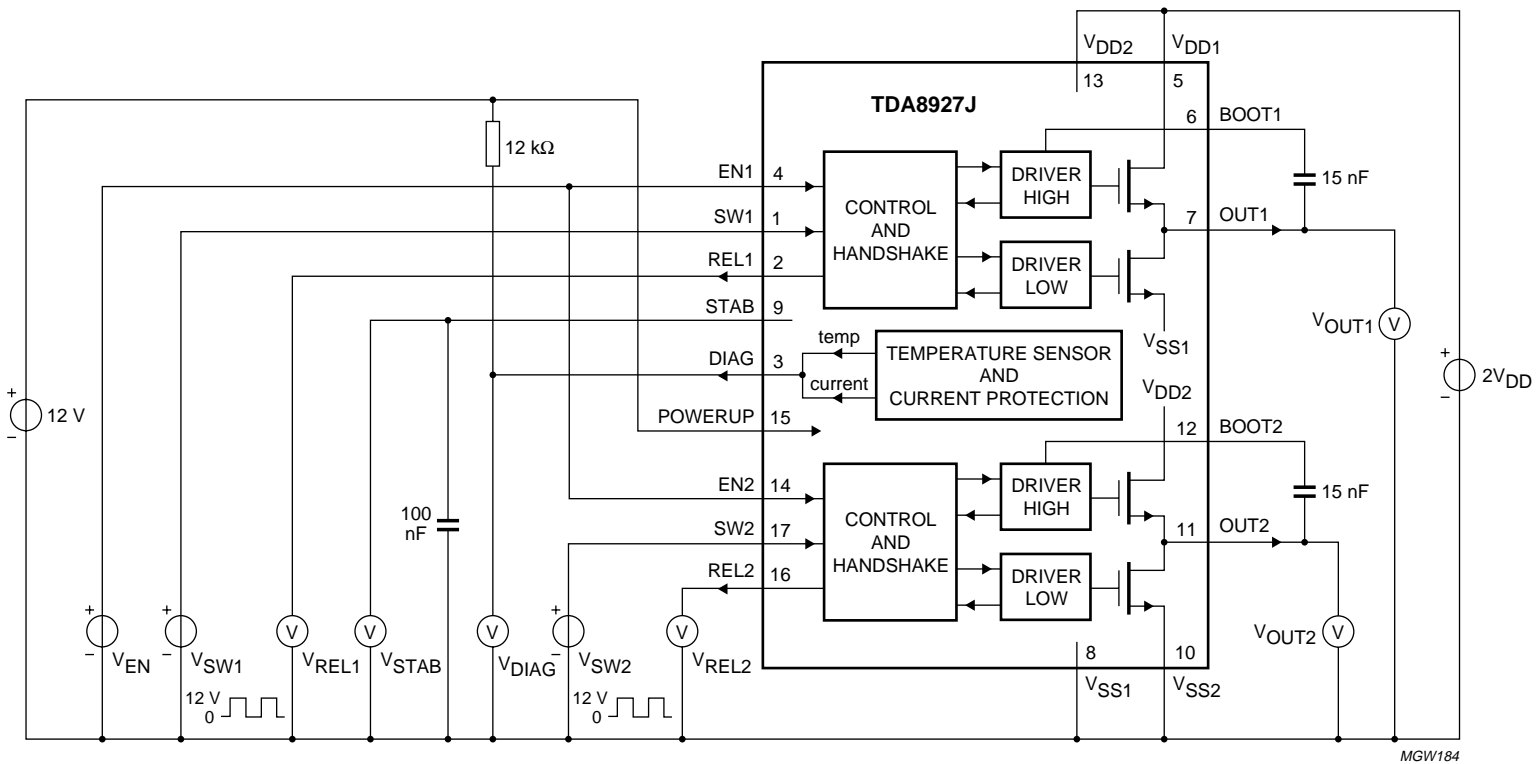 VDD2
VDD1
13
5
TDA8927J
6
BOOT1
12 kΩ
15 nF
EN1
4
DRIVER
HIGH
CONTROL
AND
HANDSHAKE
SW1
1
7
OUT1
REL1
2
DRIVER
LOW
STAB
9
VSS1
VOUT1
V
temp
TEMPERATURE SENSOR
AND
CURRENT PROTECTION
DIAG
3
current
+
−
2VDD
VDD2
+
−
12 V
POWERUP
15
12
BOOT2
EN2
14
DRIVER
HIGH
15 nF
100
nF
CONTROL
AND
HANDSHAKE
SW2
17
11
OUT2
REL2
16
DRIVER
LOW
+
−
VEN
+
−
VSW1
V
VREL1
V
VSTAB
V
VDIAG
+
−
VSW2
V
VREL2
VOUT2
V
8
10
VSS1
VSS2
12 V
0
12 V
0
MGW184